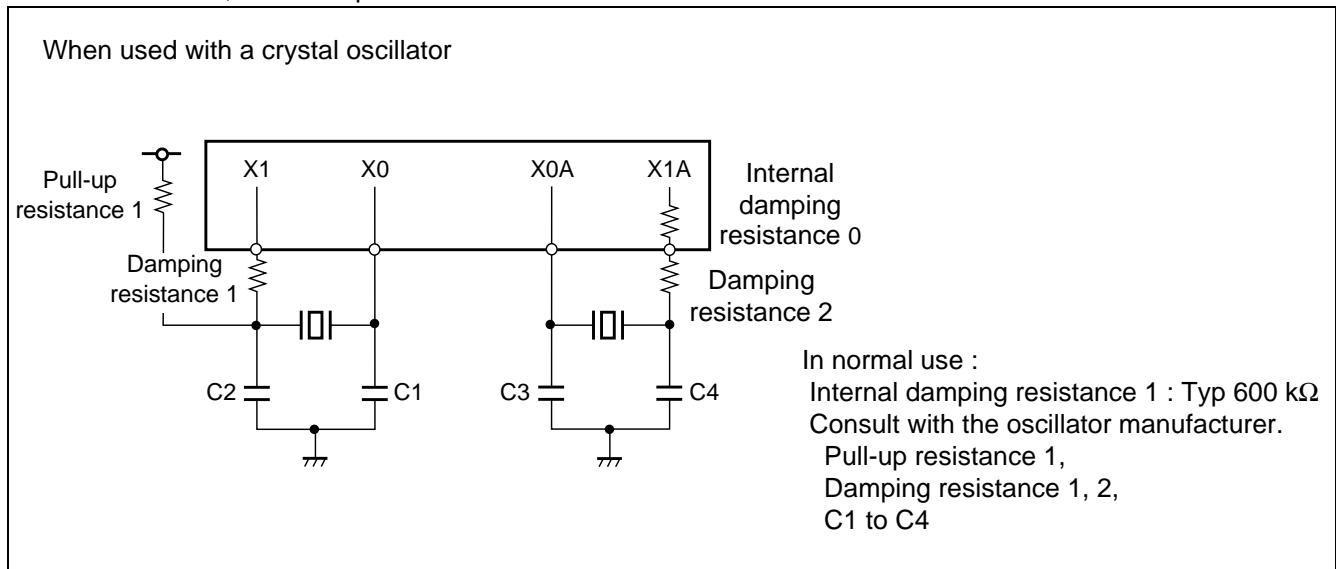 When used with a crystal oscillator
X1 X0 X0A X1A
Pull-up
resistance 1
Internal
damping
resistance 0
Damping
resistance 1
Damping
resistance 2
C2 C1 C3 C4
In normal use :
Internal damping resistance 1 : Typ 600 kΩ
Consult with the oscillator manufacturer.
Pull-up resistance 1,
Damping resistance 1, 2,
C1 to C4